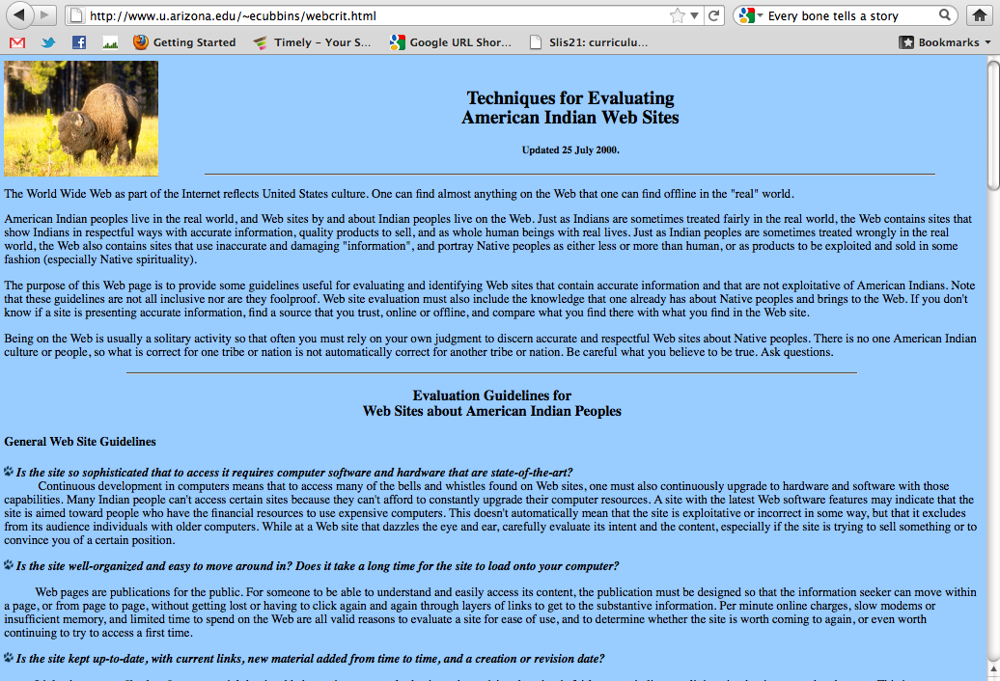 http://www.u.arizona.edu/~ecubbins/webcrit.html
Every bone tells a story
Getting Started
Timely - Your S...
Google URL Shor...
Slis21: curriculu...
Bookmarks
Techniques for Evaluating
American Indian Web Sites
Updated 25 July 2000.
The World Wide Web as part of the Internet reflects United States culture. One can find almost anything on the Web that one can find offline in the "real" world.
American Indian peoples live in the real world, and Web sites by and about Indian peoples live on the Web. Just as Indians are sometimes treated fairly in the real world, the Web contains sites that
show Indians in respectful ways with accurate information, quality products to sell, and as whole human beings with real lives. Just as Indian peoples are sometimes treated wrongly in the real
world, the Web also contains sites that use inaccurate and damaging "information", and portray Native peoples as either less or more than human, or as products to be exploited and sold in some
fashion (especially Native spirituality).
The purpose of this Web page is to provide some guidelines useful for evaluating and identifying Web sites that contain accurate information and that are not exploitative of American Indians. Note
that these guidelines are not all inclusive nor are they foolproof. Web site evaluation must also include the knowledge that one already has about Native peoples and brings to the Web. If you don't
know if a site is presenting accurate information, find a source that you trust, online or offline, and compare what you find there with what you find in the Web site.
Being on the Web is usually a solitary activity so that often you must rely on your own judgment to discern accurate and respectful Web sites about Native peoples. There is no one American Indian
culture or people, so what is correct for one tribe or nation is not automatically correct for another tribe or nation. Be careful what you believe to be true. Ask questions.
Evaluation Guidelines for
Web Sites about American Indian Peoples
General Web Site Guidelines
Is the site so sophisticated that to access it requires computer software and hardware that are state-of-the-art?
Continuous development in computers means that to access many of the bells and whistles found on Web sites, one must also continuously upgrade to hardware and software with those
capabilities. Many Indian people can't access certain sites because they can't afford to constantly upgrade their computer resources. A site with the latest Web software features may indicate that the
site is aimed toward people who have the financial resources to use expensive computers. This doesn't automatically mean that the site is exploitative or incorrect in some way, but that it excludes
from its audience individuals with older computers. While at a Web site that dazzles the eye and ear, carefully evaluate its intent and the content, especially if the site is trying to sell something or to
convince you of a certain position.
Is the site well-organized and easy to move around in? Does it take a long time for the site to load onto your computer?
Web pages are publications for the public. For someone to be able to understand and easily access its content, the publication must be designed so that the information seeker can move within
a page, or from page to page, without getting lost or having to click again and again through layers of links to get to the substantive information. Per minute online charges, slow modems or
insufficient memory, and limited time to spend on the Web are all valid reasons to evaluate a site for ease of use, and to determine whether the site is worth coming to again, or even worth
continuing to try to access a first time.
Is the site kept up-to-date, with current links, new material added from time to time, and a creation or revision date?